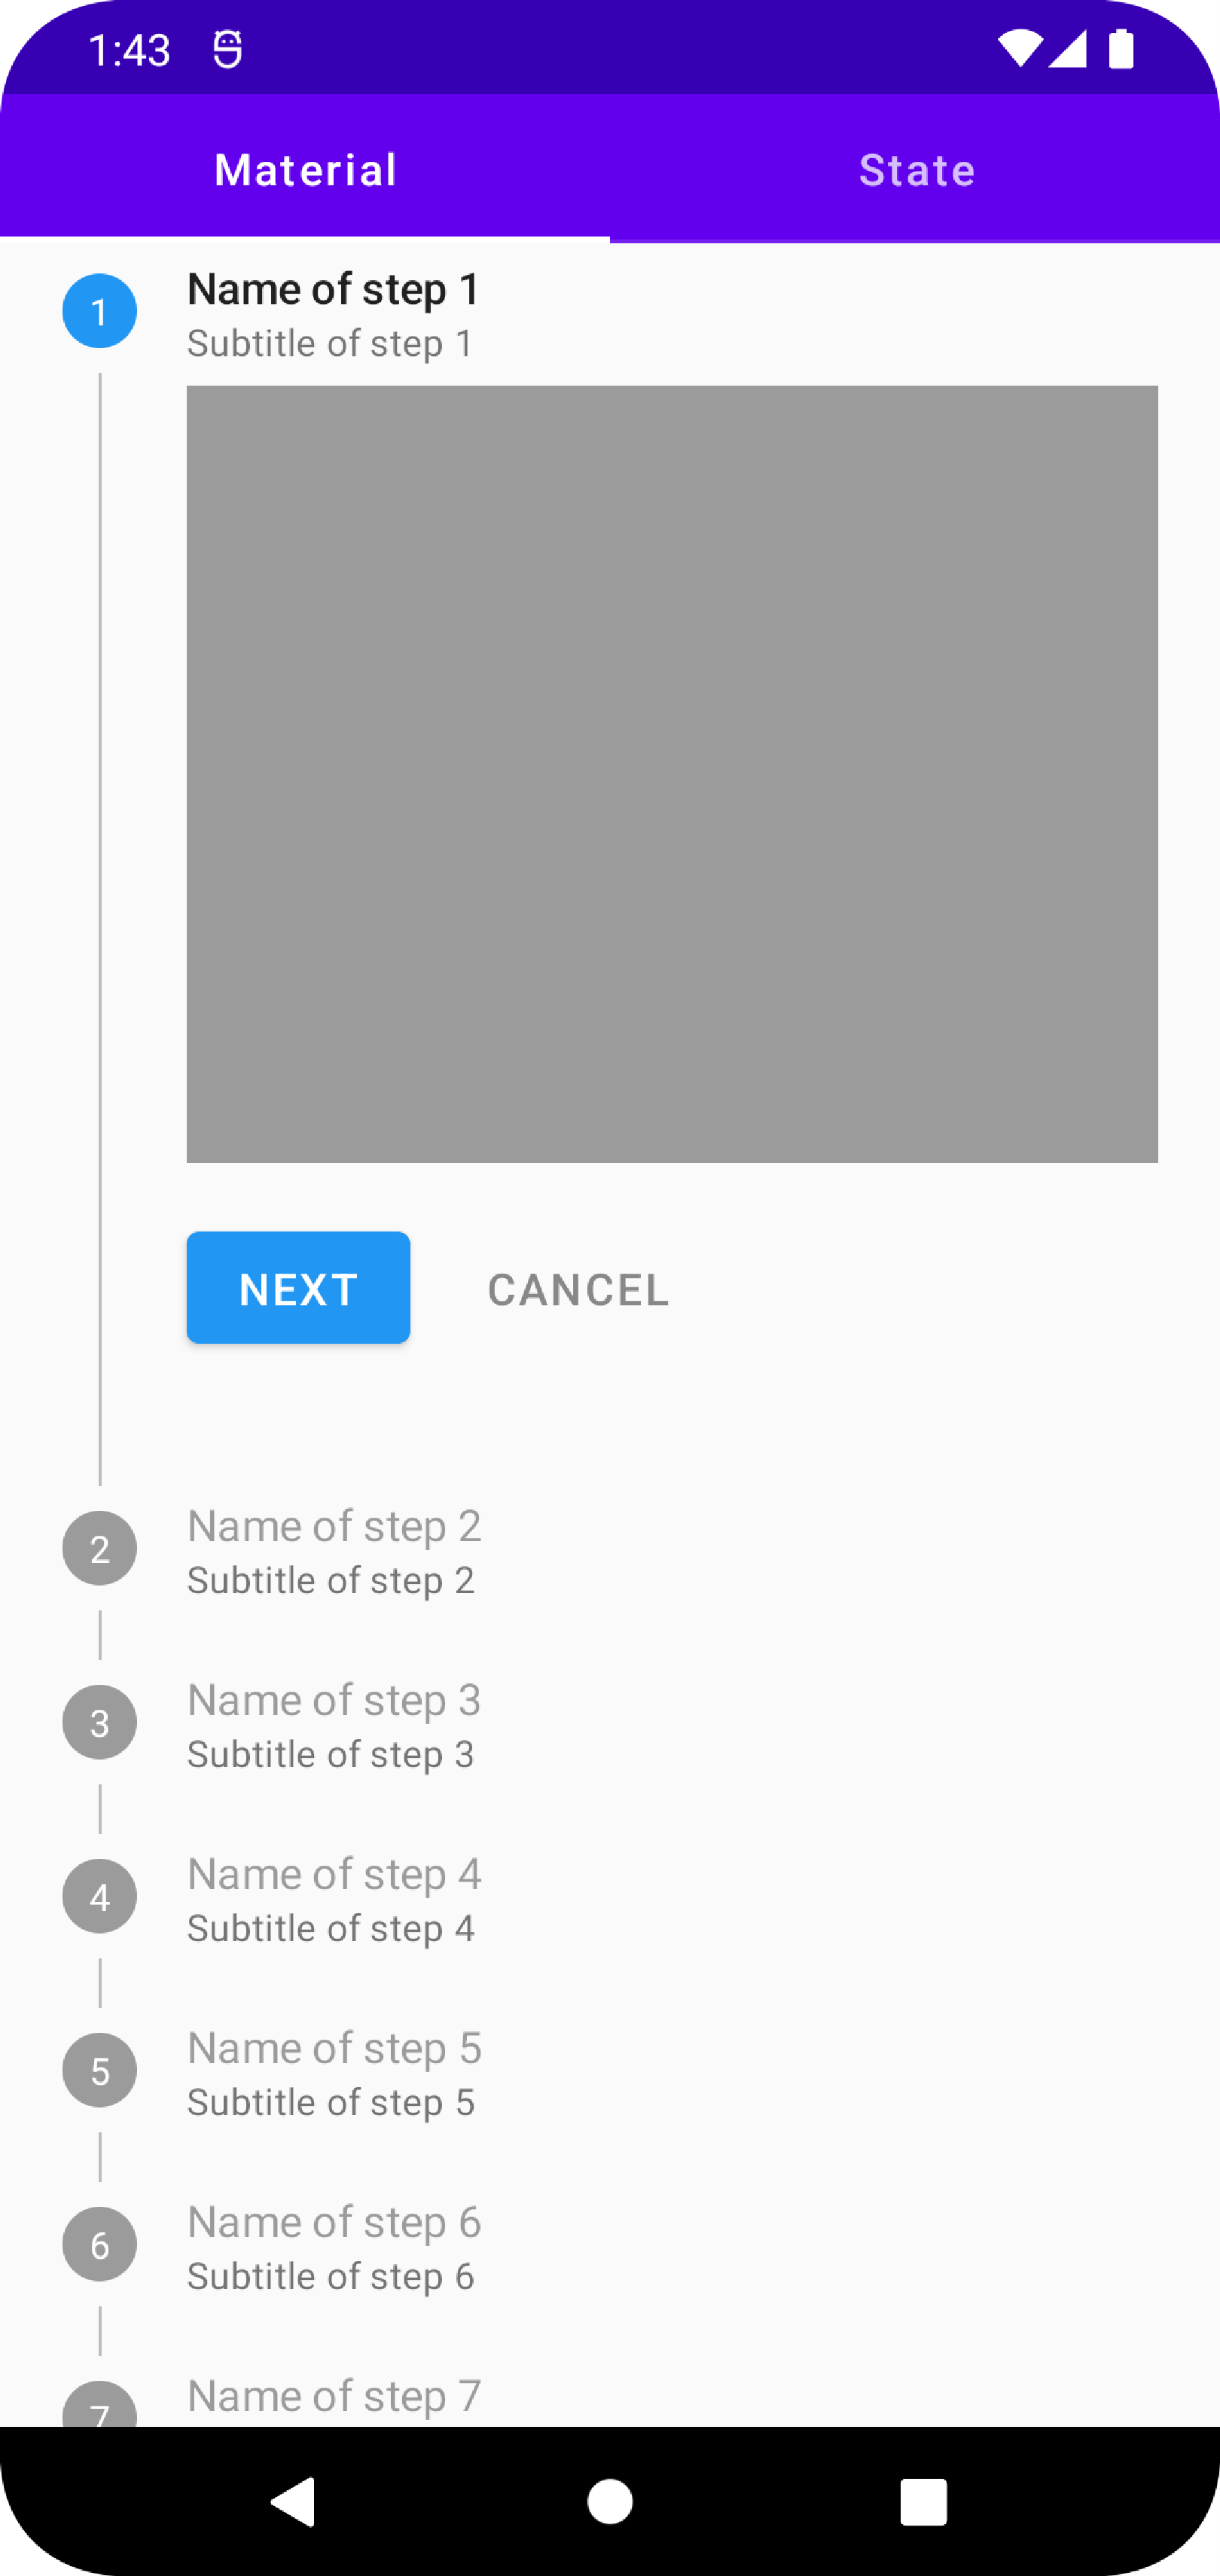 1:43
Material State
1 Name of step 1
Subtitle of step 1
NEXT CANCEL
2 Name of step 2
Subtitle of step 2
3 Name of step 3
Subtitle of step 3
4 Name of step 4
Subtitle of step 4
5 Name of step 5
Subtitle of step 5
6 Name of step 6
Subtitle of step 6
7 Name of step 7